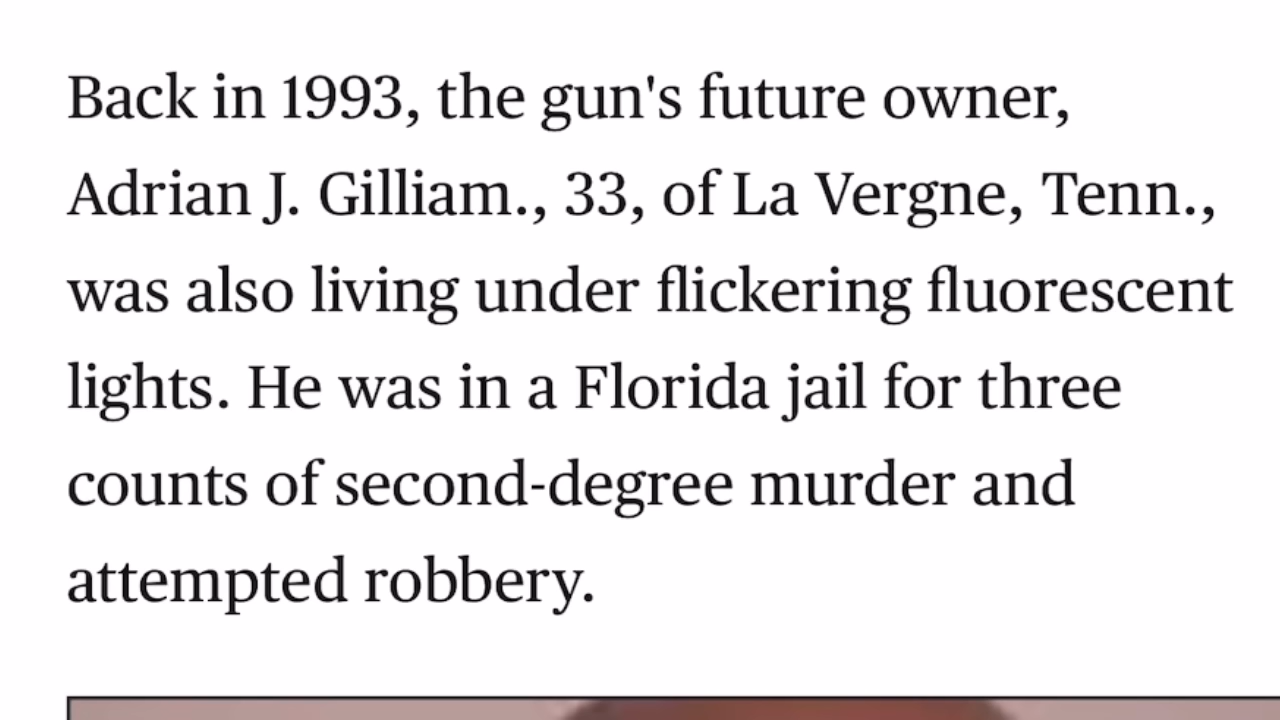 Back in 1993, the gun's future owner,
Adrian J. Gilliam., 33, of La Vergne, Tenn.,
was also living under flickering fluorescent
lights. He was in a Florida jail for three
counts of second-degree murder and
attempted robbery.